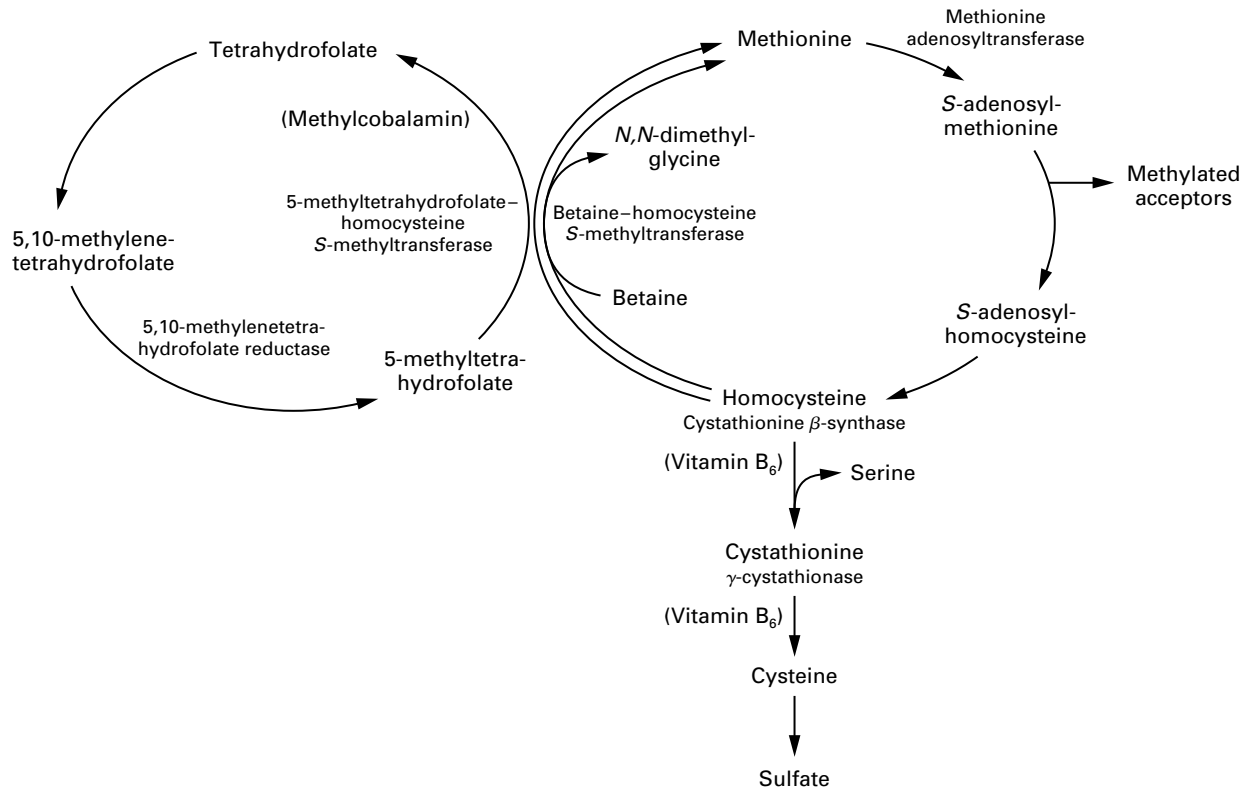 Tetrahydrofolate
(Methylcobalamin)
5-methyltetrahydrofolate–
homocysteine
S-methyltransferase
5,10-methylene-
tetrahydrofolate
5,10-methylenetetra-
hydrofolate reductase
5-methyltetra-
hydrofolate
Methionine
Methionine
adenosyltransferase
S-adenosyl-
methionine
Methylated
acceptors
N,N-dimethyl-
glycine
Betaine–homocysteine
S-methyltransferase
Betaine
S-adenosyl-
homocysteine
Homocysteine
Cystathionine β-synthase
(Vitamin B₆)
Serine
Cystathionine
γ-cystathionase
(Vitamin B₆)
Cysteine
Sulfate